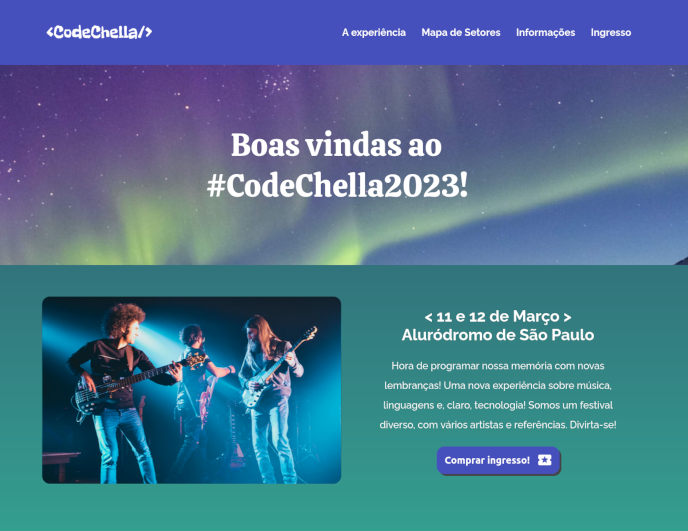 <CodeChella/>
A experiência Mapa de Setores Informações Ingresso
Boas vindas ao
#CodeChella2023!
< 11 e 12 de Março >
Aluródromo de São Paulo
Hora de programar nossa memória com novas
lembranças! Uma nova experiência sobre música,
linguagens e, claro, tecnologia! Somos um festival
diverso, com vários artistas e referências. Divirta-se!
Comprar ingresso!